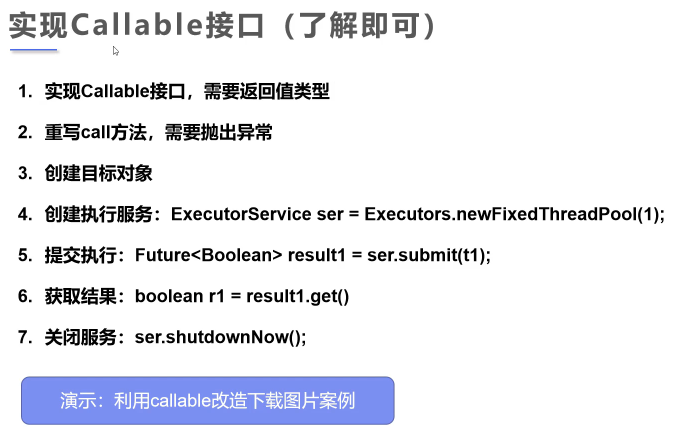 实现Callable接口（了解即可）
1. 实现Callable接口，需要返回值类型
2. 重写call方法，需要抛出异常
3. 创建目标对象
4. 创建执行服务：ExecutorService ser = Executors.newFixedThreadPool(1);
5. 提交执行：Future<Boolean> result1 = ser.submit(t1);
6. 获取结果：boolean r1 = result1.get()
7. 关闭服务：ser.shutdownNow();
演示：利用callable改造下载图片案例